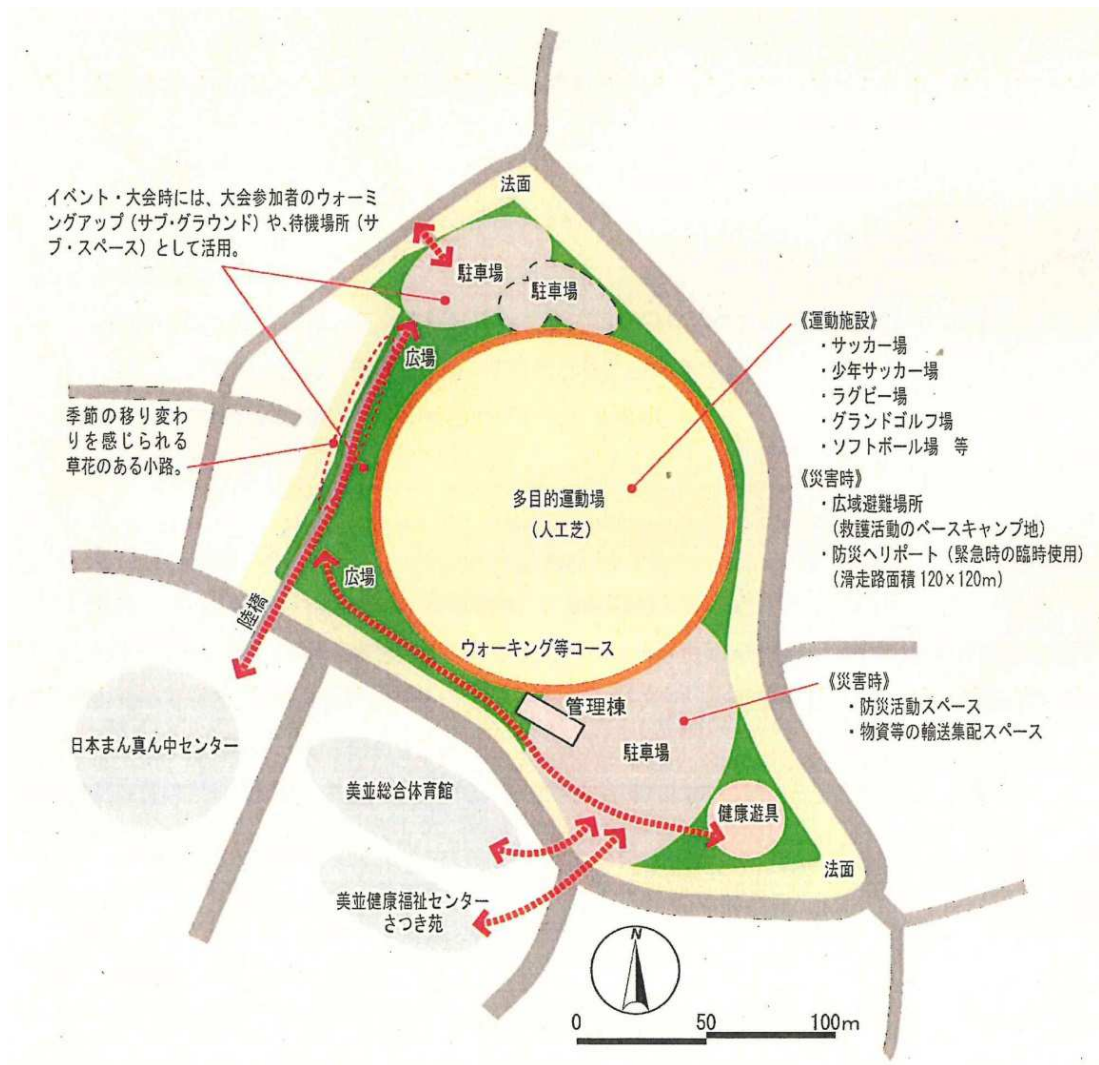 法面
イベント・大会時には、大会参加者のウォーミ
ングアップ（サブ・グラウンド）や、待機場所（サ
ブ・スペース）として活用。
駐車場
駐車場
広場
《運動施設》
・サッカー場
・少年サッカー場
・ラグビー場
・グランドゴルフ場
・ソフトボール場　等
季節の移り変わ
りを感じられる
草花のある小路。
多目的運動場
（人工芝）
《災害時》
・広域避難場所
（救護活動のベースキャンプ地）
・防災ヘリポート（緊急時の臨時使用）
（滑走路面積 120×120m）
広場
陸橋
ウォーキング等コース
管理棟
駐車場
《災害時》
・防災活動スペース
・物資等の輸送集配スペース
日本まん真ん中センター
美並総合体育館
健康遊具
法面
美並健康福祉センター
さつき苑
N
0 50 100m